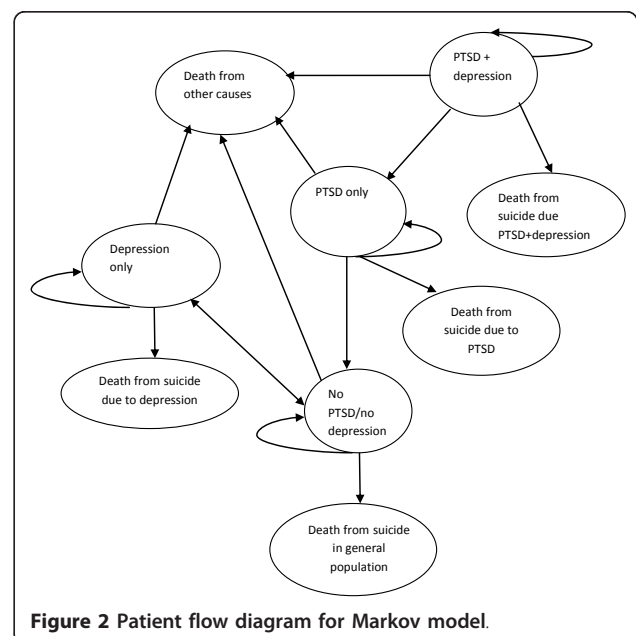 PTSD +
depression
Death from
other causes
PTSD only
Death from
suicide due
PTSD+depression
Depression
only
Death from
suicide due to
PTSD
Death from suicide
due to depression
No
PTSD/no
depression
Death from suicide
in general
population
Figure 2 Patient flow diagram for Markov model.